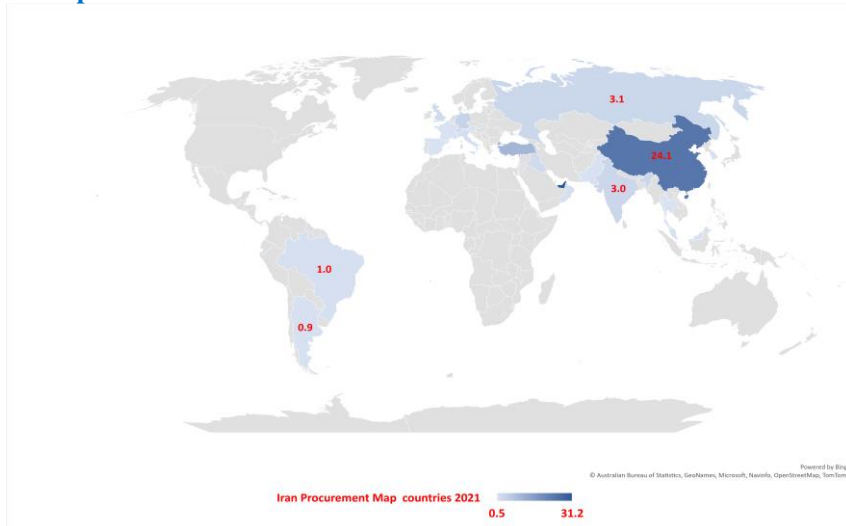 3.1
24.1
3.0
1.0
0.9
Powered by Bing
© Australian Bureau of Statistics, GeoNames, Microsoft, Navinfo, OpenStreetMap, TomTom
Iran Procurement Map countries 2021
0.5 31.2